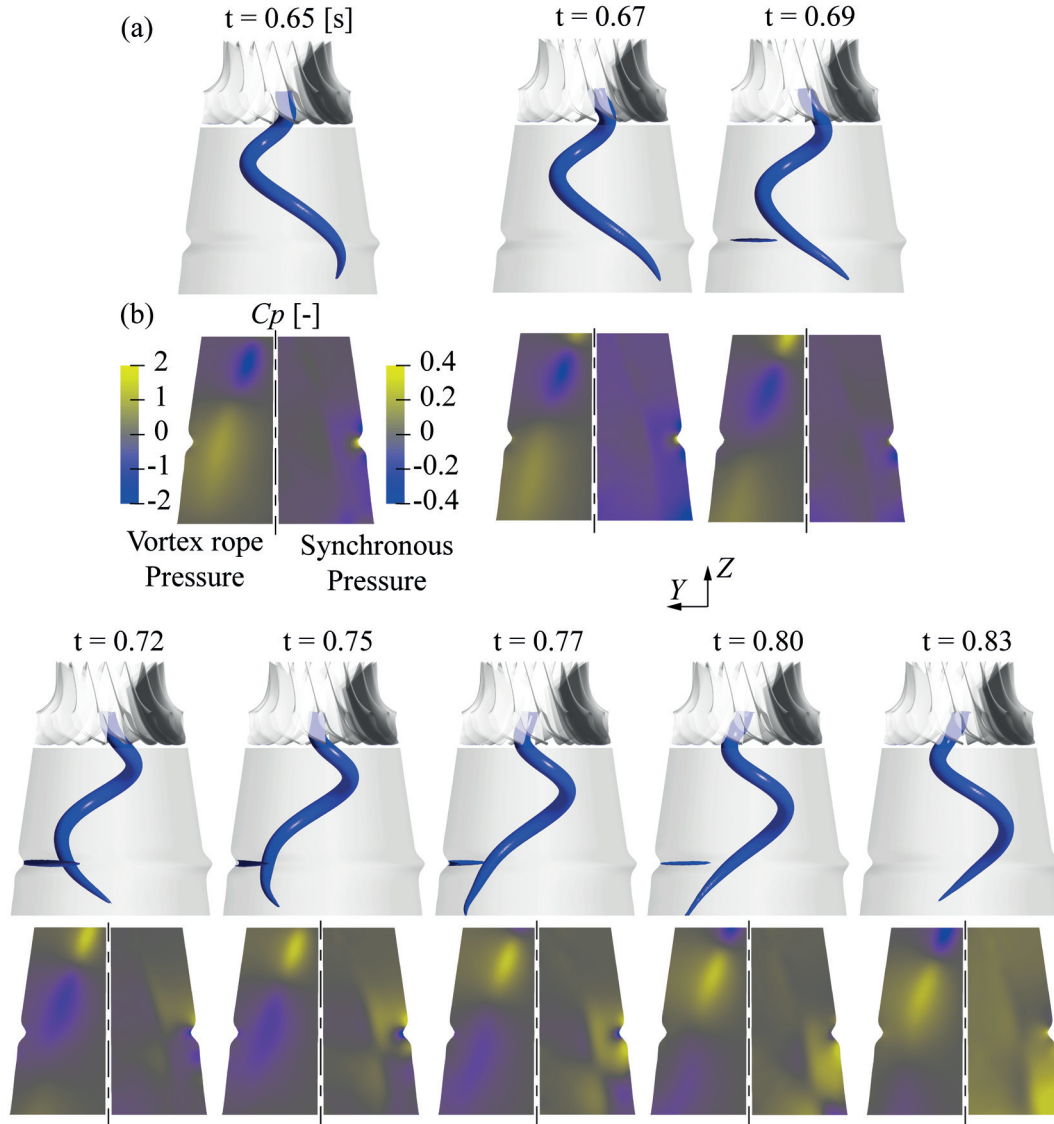 (a)
t = 0.65 [s]
t = 0.67
t = 0.69
(b)
Cp [-]
2
1
0
-1
-2
0.4
0.2
0
-0.2
-0.4
Vortex rope
Pressure
Synchronous
Pressure
Z
Y
t = 0.72
t = 0.75
t = 0.77
t = 0.80
t = 0.83